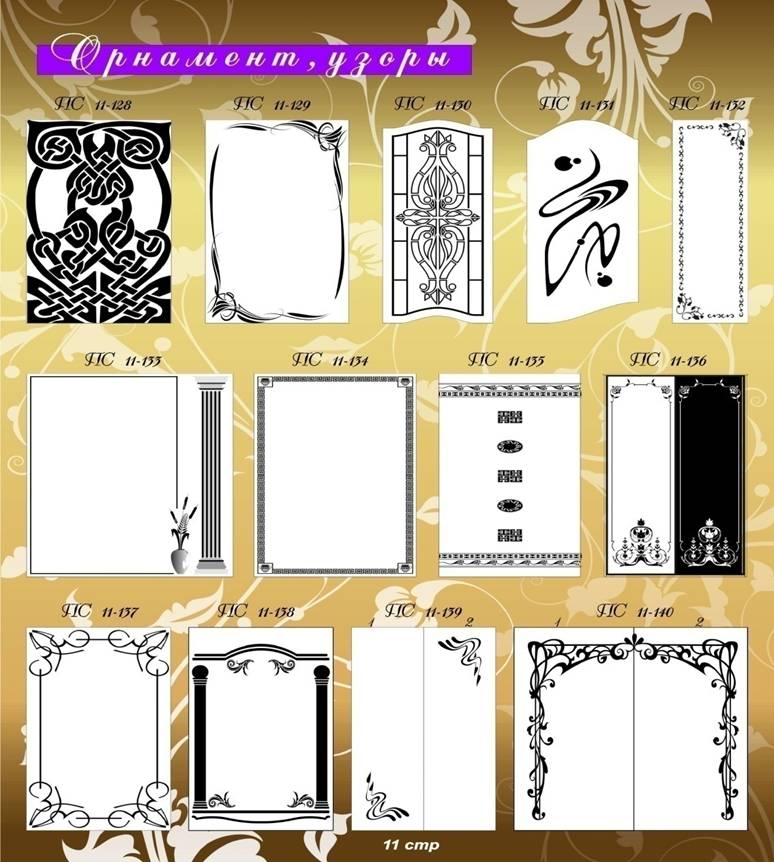 Орнамент, узоры
ПС 11-128 ПС 11-129 ПС 11-130 ПС 11-131 ПС 11-132
ПС 11-133 ПС 11-134 ПС 11-135 ПС 11-136
ПС 11-137 ПС 11-138 ПС 11-139 ПС 11-140
1 2 1 2
11 стр